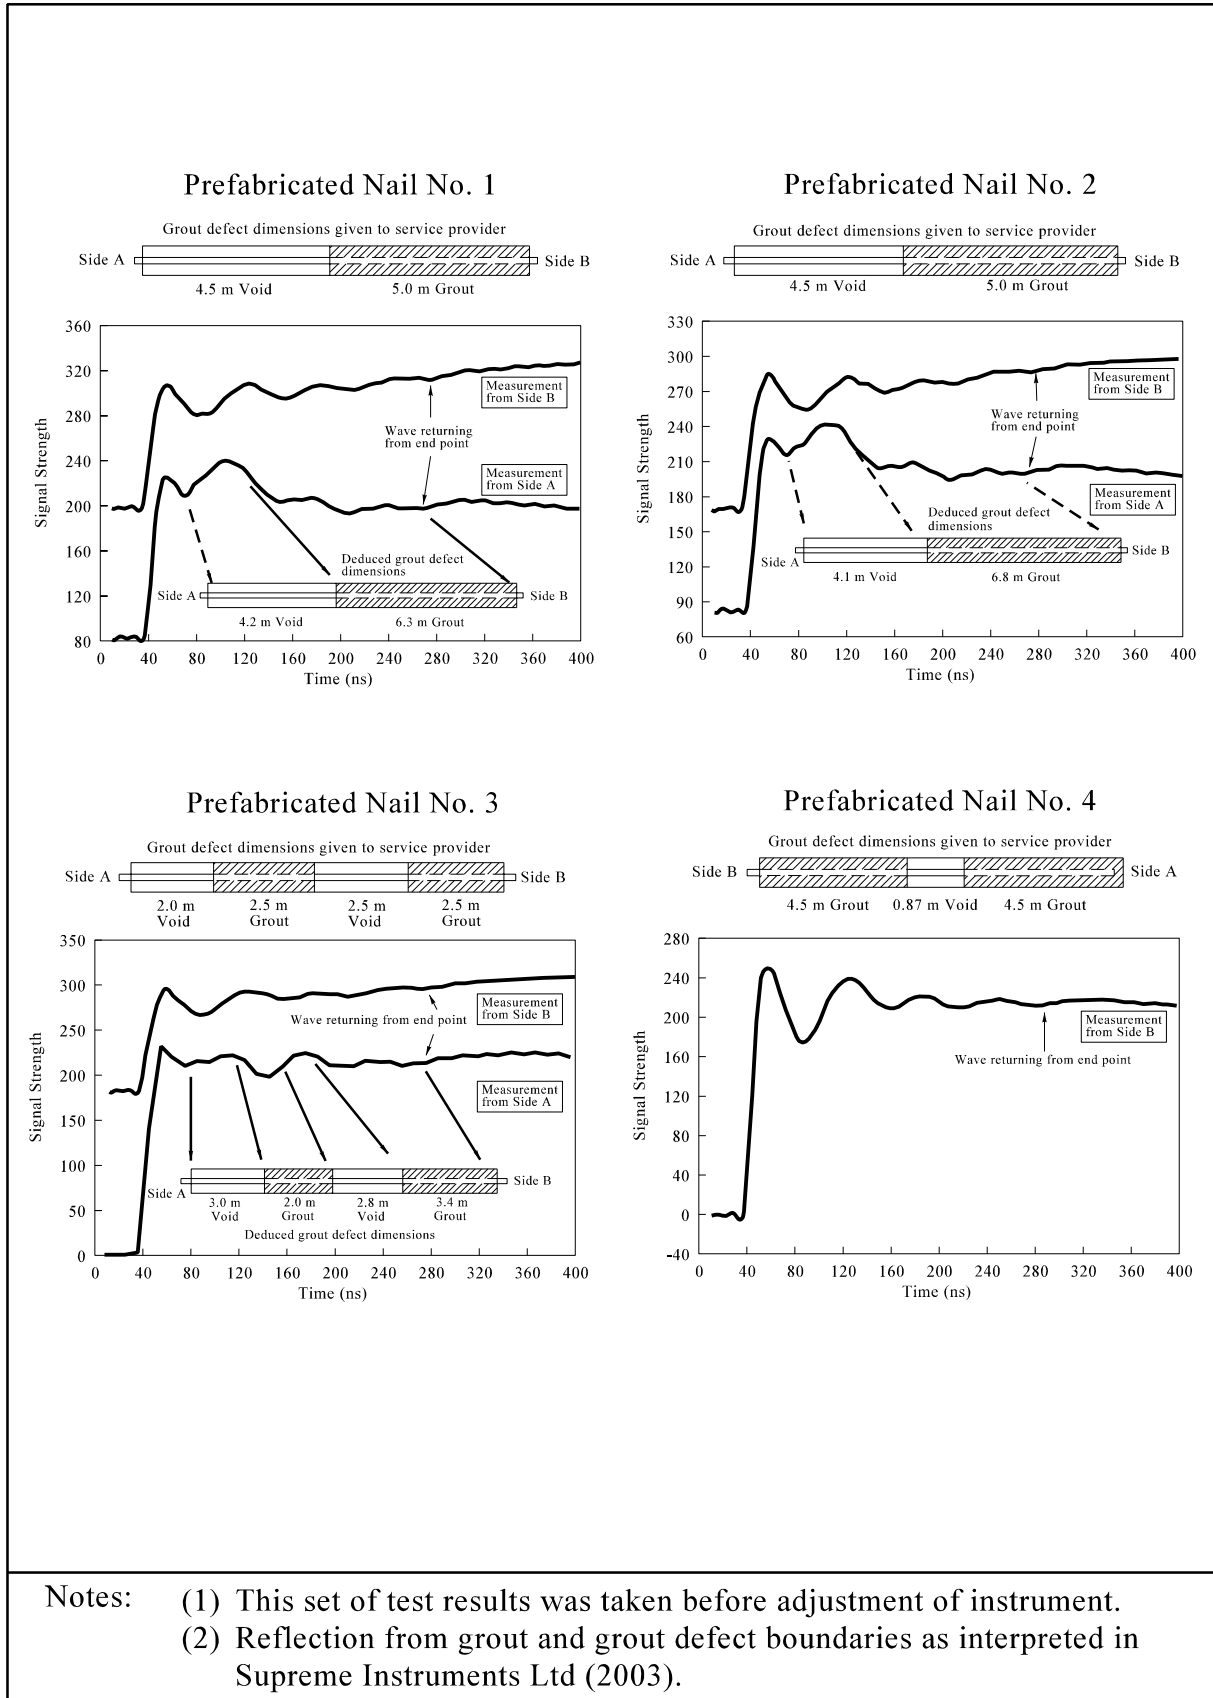 Prefabricated Nail No. 1
Grout defect dimensions given to service provider
Side A
Side B
4.5 m Void
5.0 m Grout
360
320
280
240
200
160
120
80
Signal Strength
Measurement
from Side B
Wave returning
from end point
Measurement
from Side A
Deduced grout defect
dimensions
Side A
Side B
4.2 m Void
6.3 m Grout
0
40
80
120
160
200
240
280
320
360
400
Time (ns)
Prefabricated Nail No. 2
Grout defect dimensions given to service provider
Side A
Side B
4.5 m Void
5.0 m Grout
330
300
270
240
210
180
150
120
90
60
Signal Strength
Measurement
from Side B
Wave returning
from end point
Measurement
from Side A
Deduced grout defect
dimensions
Side A
Side B
4.1 m Void
6.8 m Grout
0
40
80
120
160
200
240
280
320
360
400
Time (ns)
Prefabricated Nail No. 3
Grout defect dimensions given to service provider
Side A
Side B
2.0 m
Void
2.5 m
Grout
2.5 m
Void
2.5 m
Grout
350
300
250
200
150
100
50
0
Signal Strength
Wave returning from end point
Measurement
from Side B
Measurement
from Side A
Side A
Side B
3.0 m
Void
2.0 m
Grout
2.8 m
Void
3.4 m
Grout
Deduced grout defect dimensions
0
40
80
120
160
200
240
280
320
360
400
Time (ns)
Prefabricated Nail No. 4
Grout defect dimensions given to service provider
Side B
Side A
4.5 m Grout
0.87 m Void
4.5 m Grout
280
240
200
160
120
80
40
0
-40
Signal Strength
Measurement
from Side B
Wave returning from end point
0
40
80
120
160
200
240
280
320
360
400
Time (ns)
Notes: (1) This set of test results was taken before adjustment of instrument.
(2) Reflection from grout and grout defect boundaries as interpreted in
Supreme Instruments Ltd (2003).